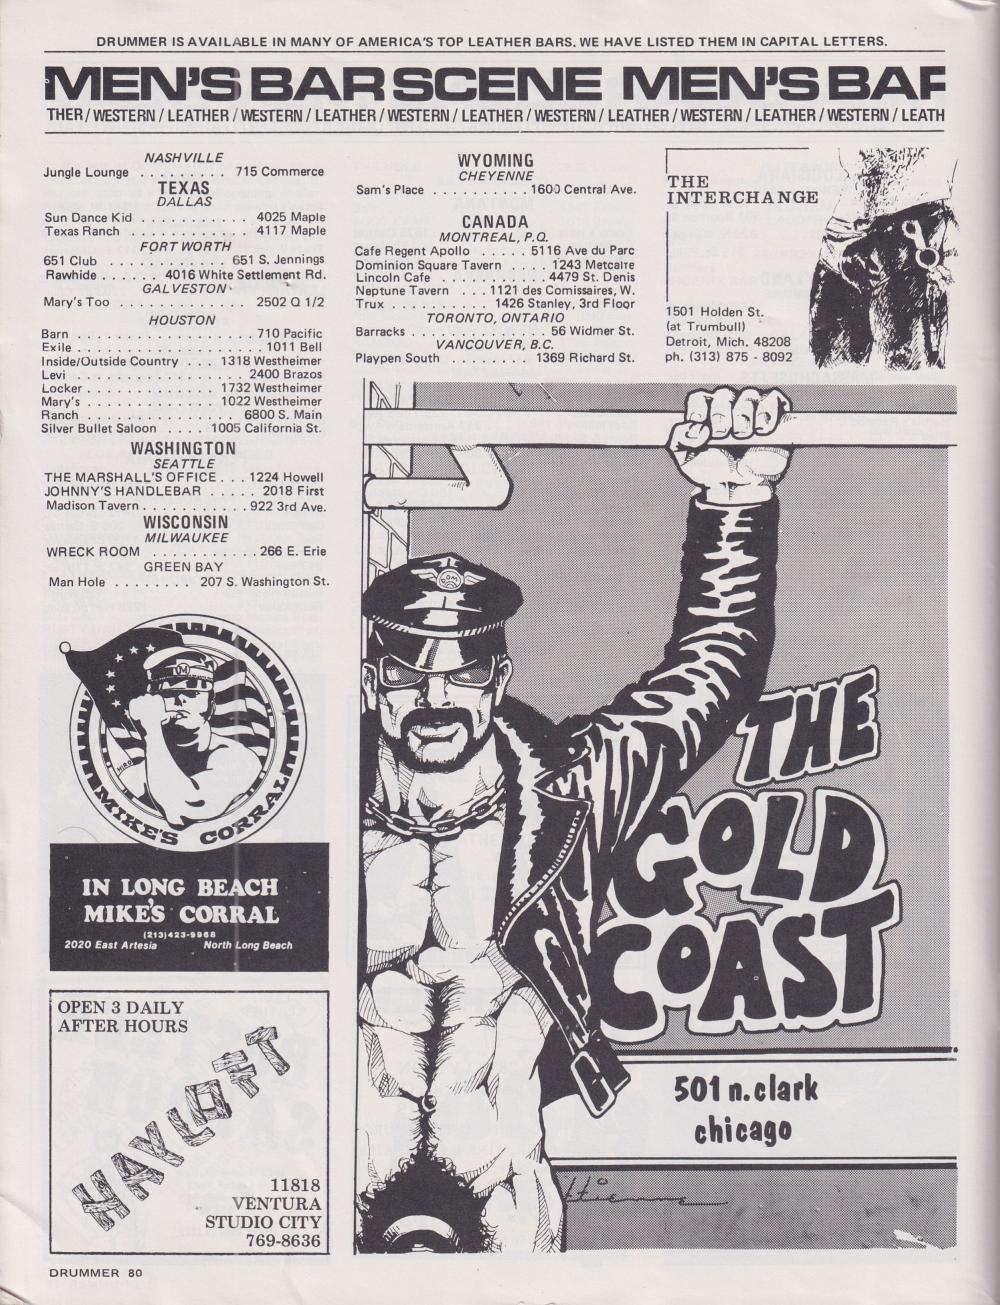 DRUMMER IS AVAILABLE IN MANY OF AMERICA'S TOP LEATHER BARS. WE HAVE LISTED THEM IN CAPITAL LETTERS.
MEN'S BAR SCENE MEN'S BAR
THER / WESTERN / LEATHER / WESTERN / LEATHER / WESTERN / LEATHER / WESTERN / LEATHER / WESTERN / LEATHER / WESTERN / LEATH
NASHVILLE
Jungle Lounge . . . . . . . . . 715 Commerce
TEXAS
DALLAS
Sun Dance Kid . . . . . . . . . . . 4025 Maple
Texas Ranch . . . . . . . . . . . . 4117 Maple
FORT WORTH
651 Club . . . . . . . . . . . . 651 S. Jennings
Rawhide . . . . . . 4016 White Settlement Rd.
GALVESTON
Mary's Too . . . . . . . . . . . . . 2502 Q 1/2
HOUSTON
Barn . . . . . . . . . . . . . . . . . . 710 Pacific
Exile . . . . . . . . . . . . . . . . . . . 1011 Bell
Inside/Outside Country . . . 1318 Westheimer
Levi . . . . . . . . . . . . . . . . . 2400 Brazos
Locker . . . . . . . . . . . . . 1732 Westheimer
Mary's . . . . . . . . . . . . . 1022 Westheimer
Ranch . . . . . . . . . . . . . . . 6800 S. Main
Silver Bullet Saloon . . . . 1005 California St.
WASHINGTON
SEATTLE
THE MARSHALL'S OFFICE . . . 1224 Howell
JOHNNY'S HANDLEBAR . . . . . 2018 First
Madison Tavern . . . . . . . . . . . 922 3rd Ave.
WISCONSIN
MILWAUKEE
WRECK ROOM . . . . . . . . . . . 266 E. Erie
GREEN BAY
Man Hole . . . . . . . . 207 S. Washington St.
WYOMING
CHEYENNE
Sam's Place . . . . . . . . . . 1600 Central Ave.
CANADA
MONTREAL, P.Q.
Cafe Regent Apollo . . . . . 5116 Ave du Parc
Dominion Square Tavern . . . . 1243 Metcalfe
Lincoln Cafe . . . . . . . . . . . 4479 St. Denis
Neptune Tavern . . . 1121 des Comissaires, W.
Trux . . . . . . . . . . . 1426 Stanley, 3rd Floor
TORONTO, ONTARIO
Barracks . . . . . . . . . . . . . . . 56 Widmer St.
VANCOUVER, B.C.
Playpen South . . . . . . . . 1369 Richard St.
THE
INTERCHANGE
1501 Holden St.
(at Trumbull)
Detroit, Mich. 48208
ph. (313) 875 - 8092
M
MIKE'S CORRAL
IN LONG BEACH
MIKE'S CORRAL
(213)423-9968
2020 East Artesia North Long Beach
OPEN 3 DAILY
AFTER HOURS
HAYLOFT
11818
VENTURA
STUDIO CITY
769-8636
THE
GOLD
COAST
501 n.clark
chicago
Etienne
DRUMMER 80